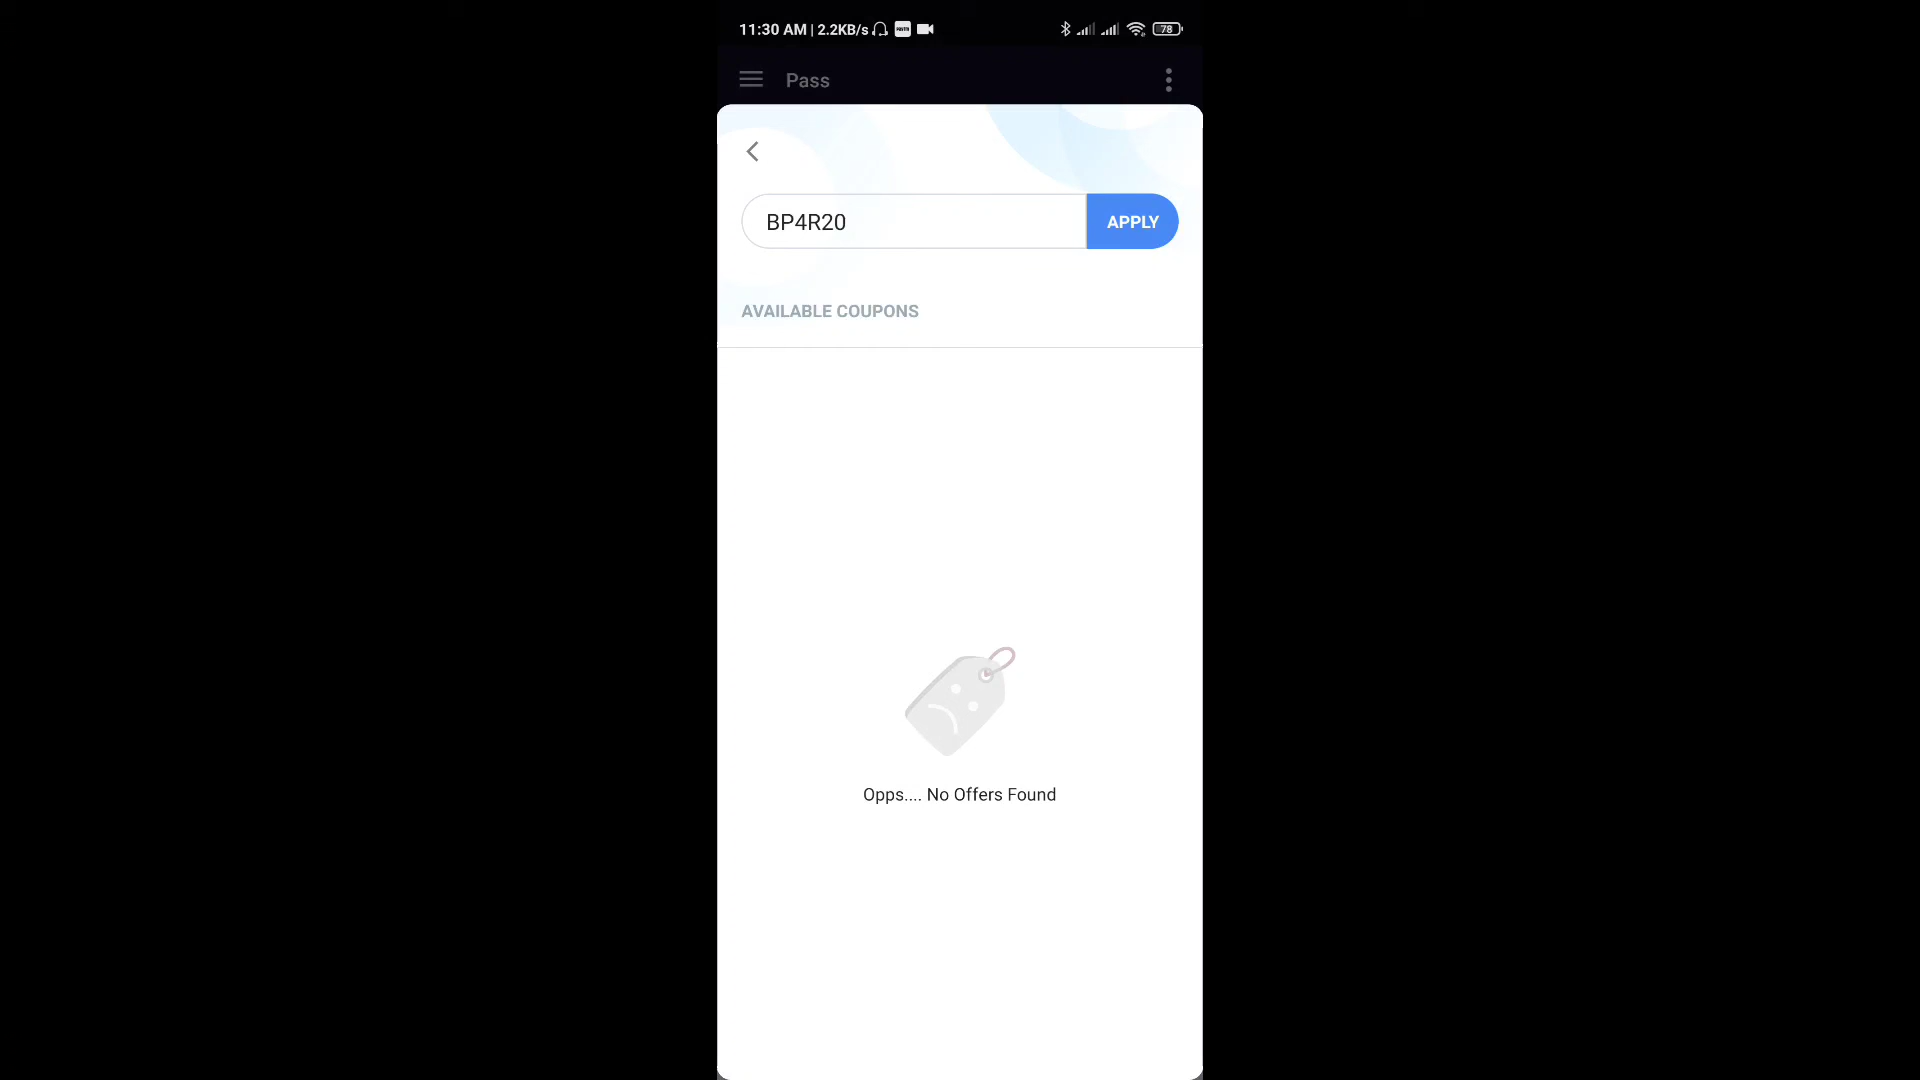 11:30 AM | 2.2KB/s
78
Pass
BP4R20
APPLY
AVAILABLE COUPONS
Opps.... No Offers Found